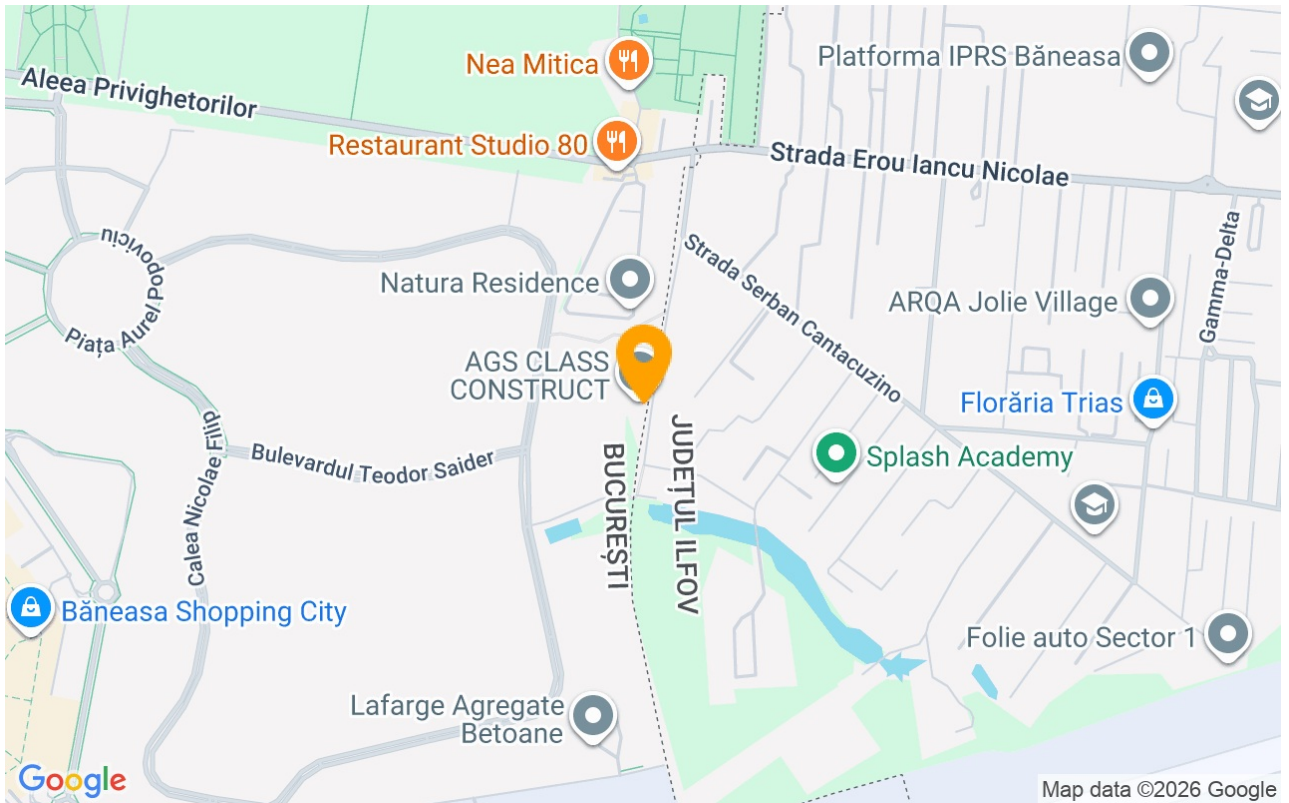 Nea Mitica
Platforma IPRS Băneasa
Aleea Privighetorilor
Restaurant Studio 80
Strada Erou Iancu Nicolae
Piața Aurel Popoviciu
Natura Residence
Strada Serban Cantacuzino
Gamma-Delta
ARQA Jolie Village
AGS CLASS
CONSTRUCT
Florăria Trias
Calea Nicolae Filip
Bulevardul Teodor Saider
BUCUREȘTI
JUDEȚUL ILFOV
Splash Academy
Băneasa Shopping City
Folie auto Sector 1
Lafarge Agregate
Betoane
Google
Map data ©2026 Google